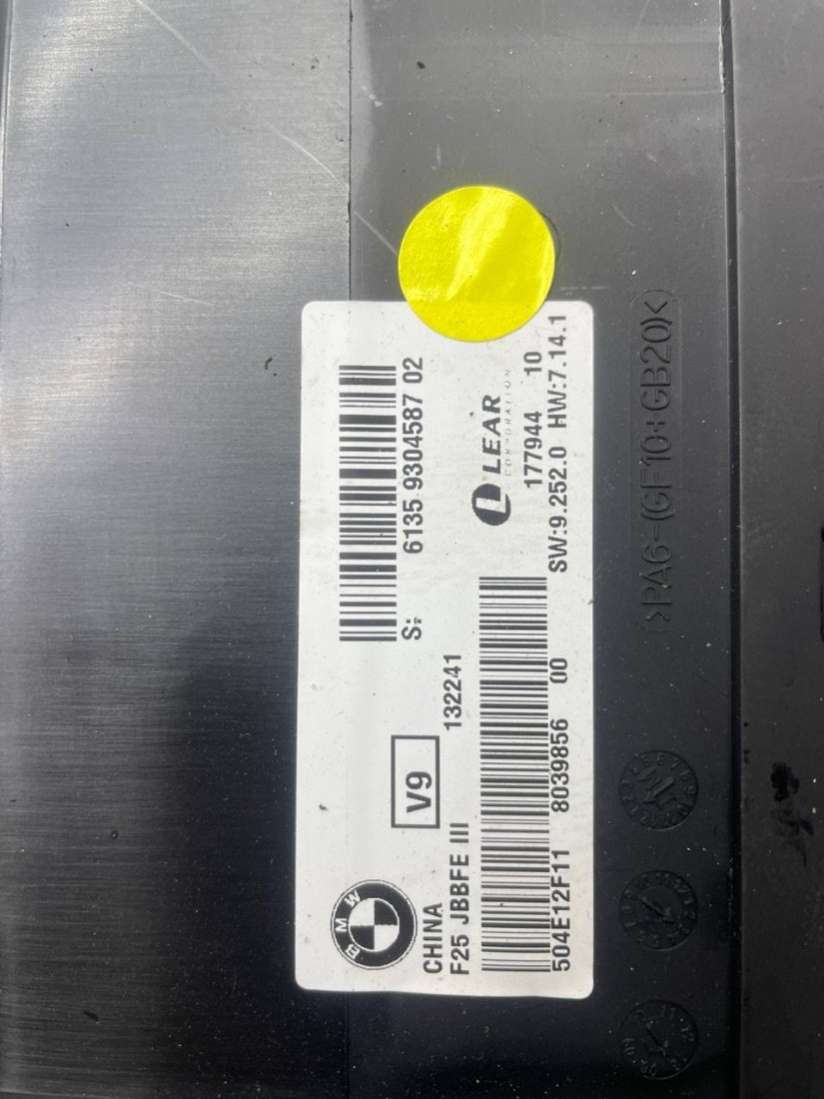 BMW
CHINA
F25 JBBFE III
V9
132241
S:
6135 9304587 02
LEAR
CORPORATION
177944 10
504E12F11 8039856 00
SW:9.252.0 HW:7.14.1
>PA6-(GF10+GB20)<